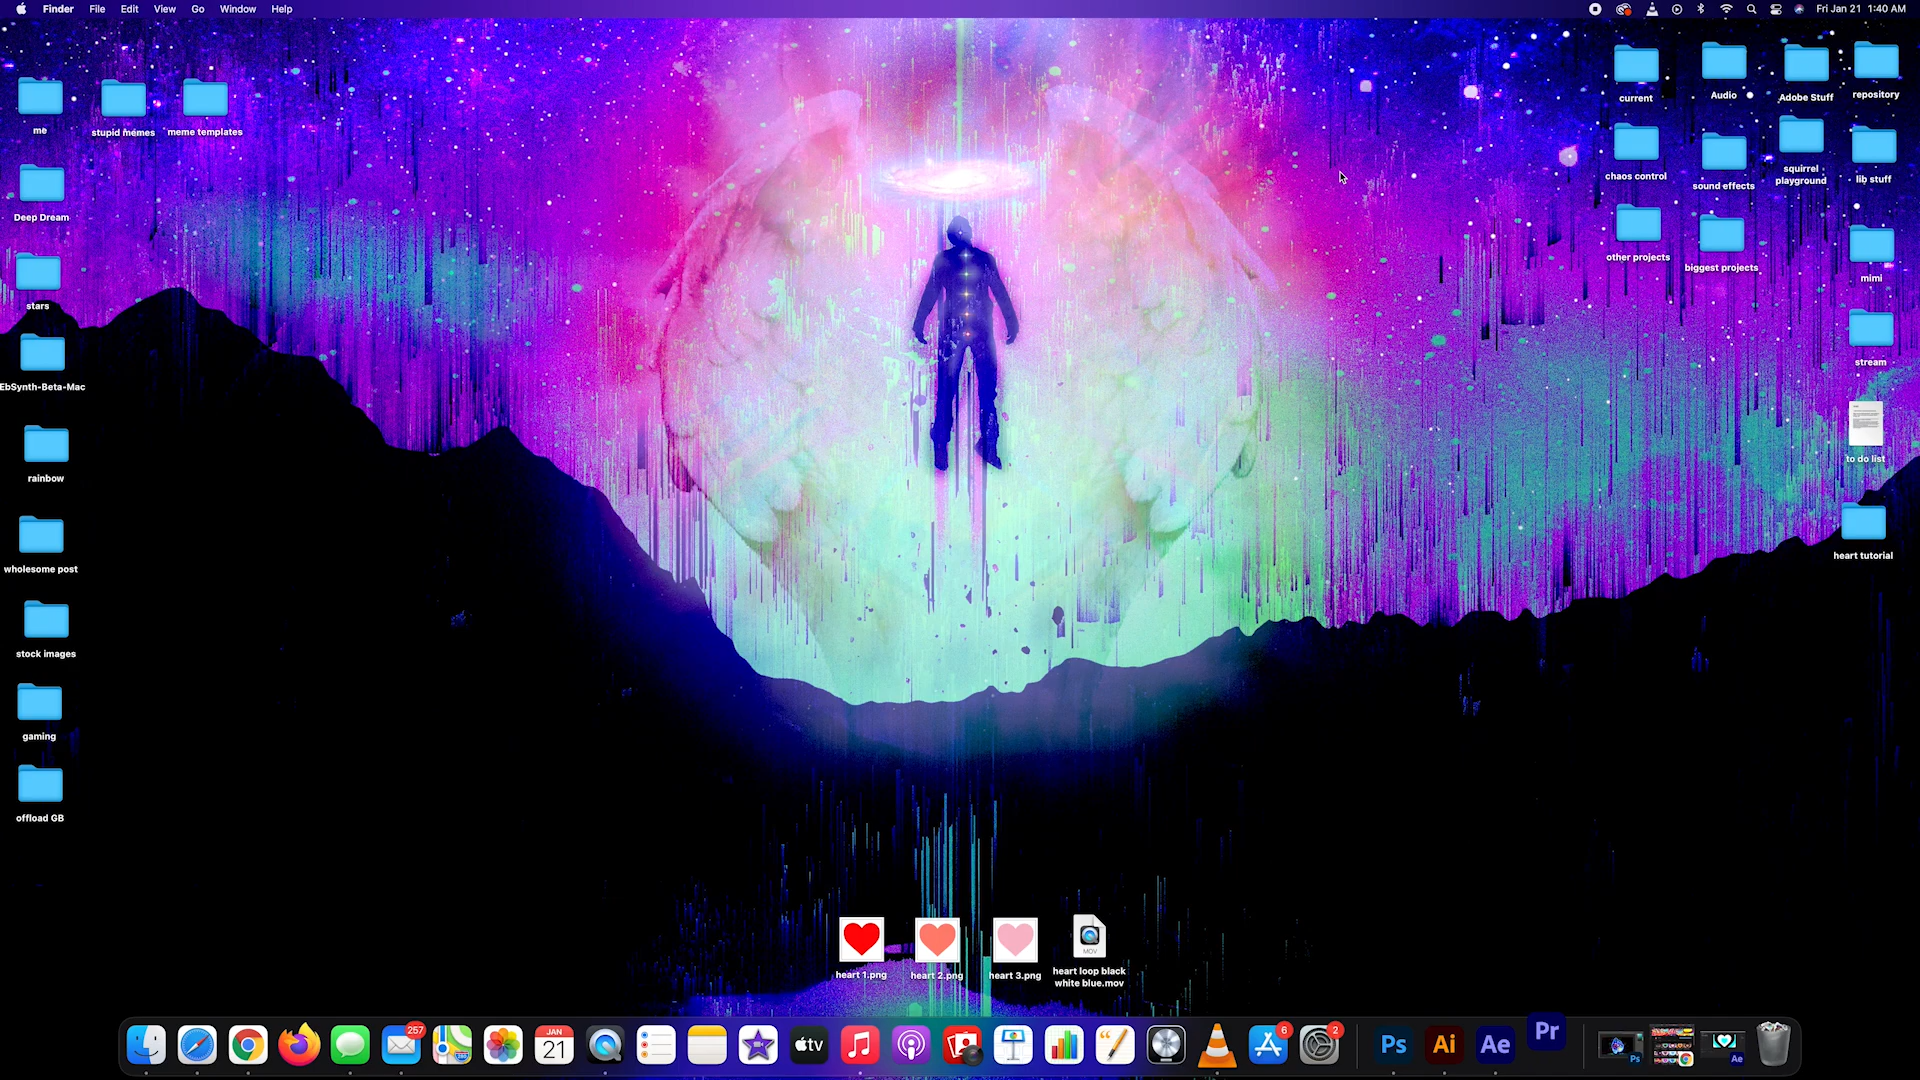 Finder File Edit View Go Window Help
Fri Jan 21 1:40 AM
me
stupid memes
meme templates
Deep Dream
stars
EbSynth-Beta-Mac
rainbow
wholesome post
stock images
gaming
offload GB
current
Audio
Adobe Stuff
repository
chaos control
sound effects
squirrel
playground
lib stuff
other projects
biggest projects
mimi
stream
to do list
heart tutorial
heart 1.png
heart 2.png
heart 3.png
MOV
heart loop black
white blue.mov
257
JAN
21
tv
6
2
Ps
Ai
Ae
Pr
Ps
Ae